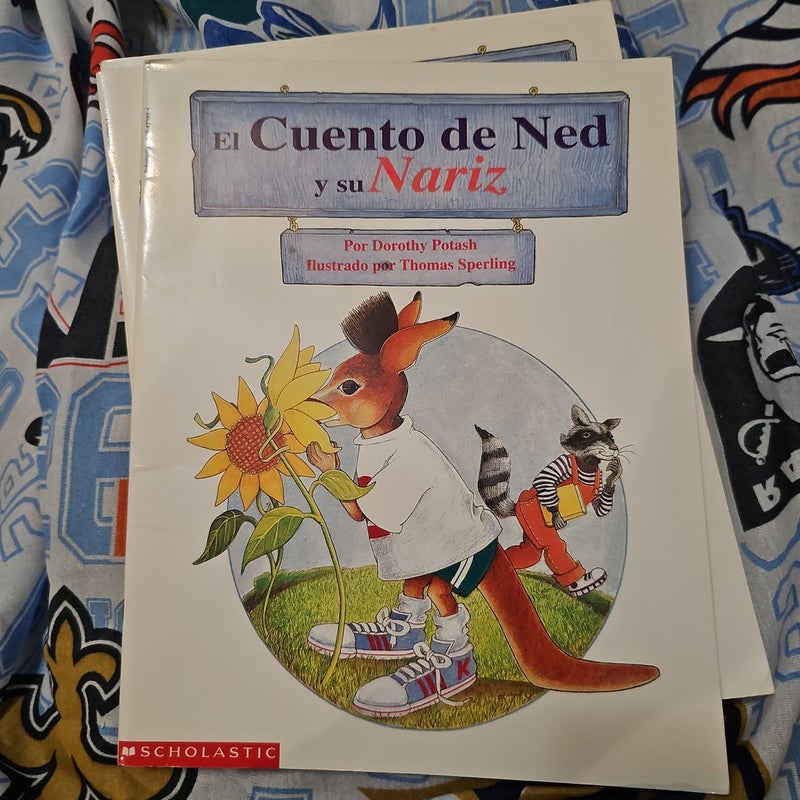 El Cuento de Ned
y su Nariz
Por Dorothy Potash
Ilustrado por Thomas Sperling
K
SCHOLASTIC